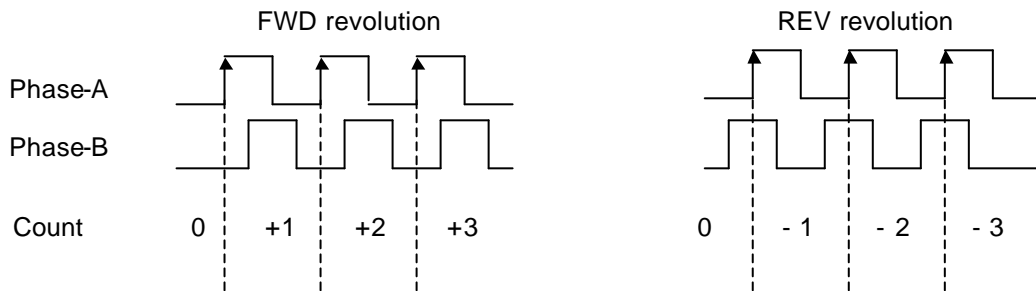 FWD revolution REV revolution
Phase-A
Phase-B
Count 0 +1 +2 +3 0 - 1 - 2 - 3